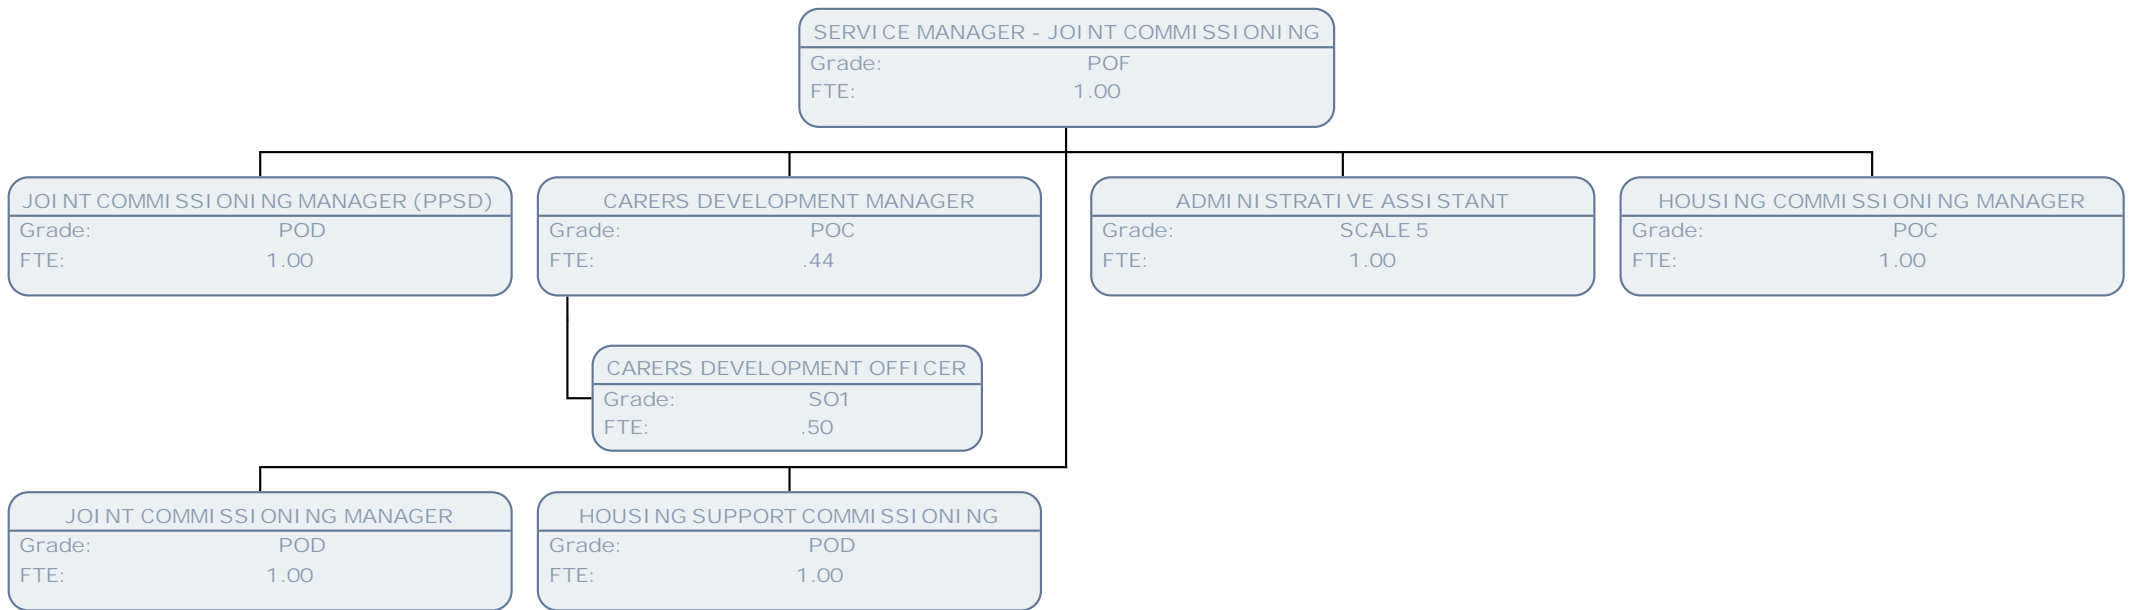 SERVICE MANAGER - JOINT COMMISSIONING
Grade: POF
FTE: 1.00
JOINT COMMISSIONING MANAGER (PPSD)
Grade: POD
FTE: 1.00
CARERS DEVELOPMENT MANAGER
Grade: POC
FTE: .44
ADMINISTRATIVE ASSISTANT
Grade: SCALE 5
FTE: 1.00
HOUSING COMMISSIONING MANAGER
Grade: POC
FTE: 1.00
CARERS DEVELOPMENT OFFICER
Grade: SO1
FTE: .50
JOINT COMMISSIONING MANAGER
Grade: POD
FTE: 1.00
HOUSING SUPPORT COMMISSIONING
Grade: POD
FTE: 1.00